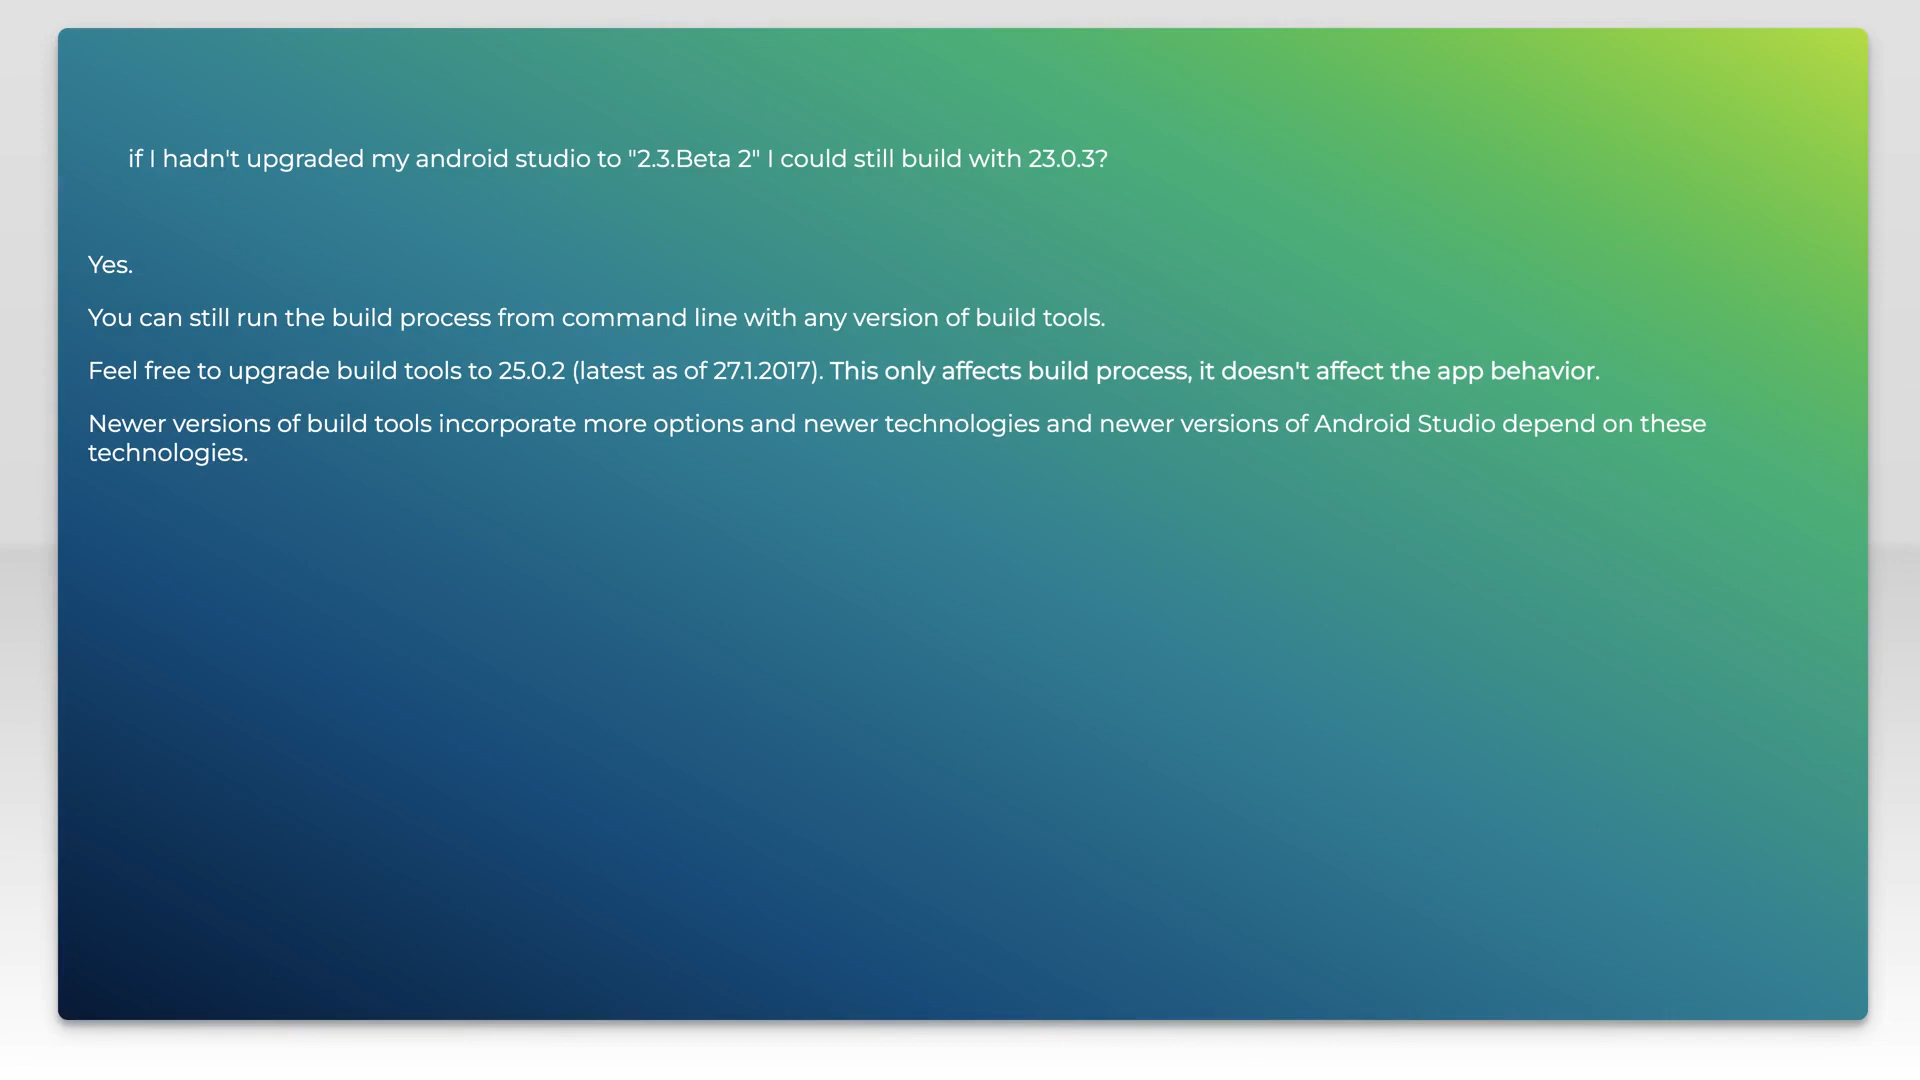 if I hadn't upgraded my android studio to "2.3.Beta 2" I could still build with 23.0.3?
Yes.
You can still run the build process from command line with any version of build tools.
Feel free to upgrade build tools to 25.0.2 (latest as of 27.1.2017). This only affects build process, it doesn't affect the app behavior.
Newer versions of build tools incorporate more options and newer technologies and newer versions of Android Studio depend on these
technologies.